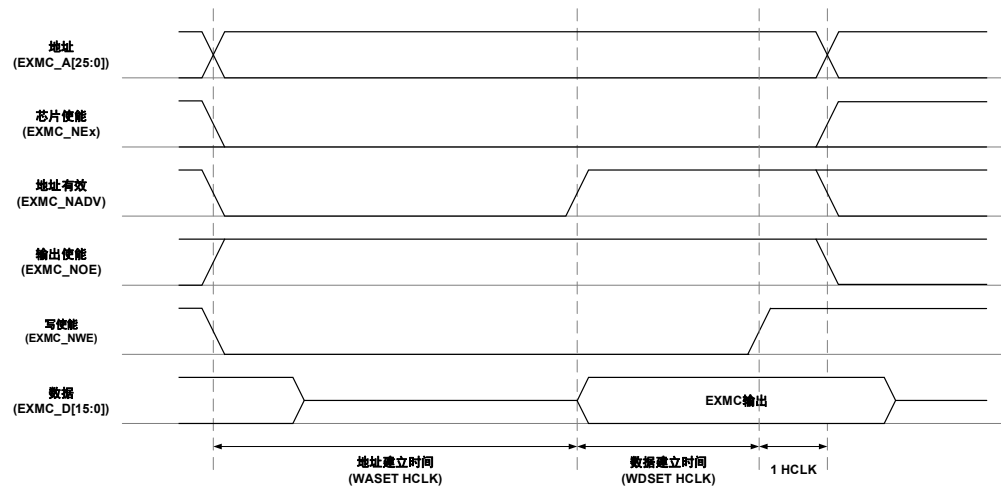 地址
(EXMC_A[25:0])
芯片使能
(EXMC_NEx)
地址有效
(EXMC_NADV)
输出使能
(EXMC_NOE)
写使能
(EXMC_NWE)
数据
(EXMC_D[15:0])
EXMC输出
地址建立时间
(WASET HCLK)
数据建立时间
(WDSET HCLK)
1 HCLK